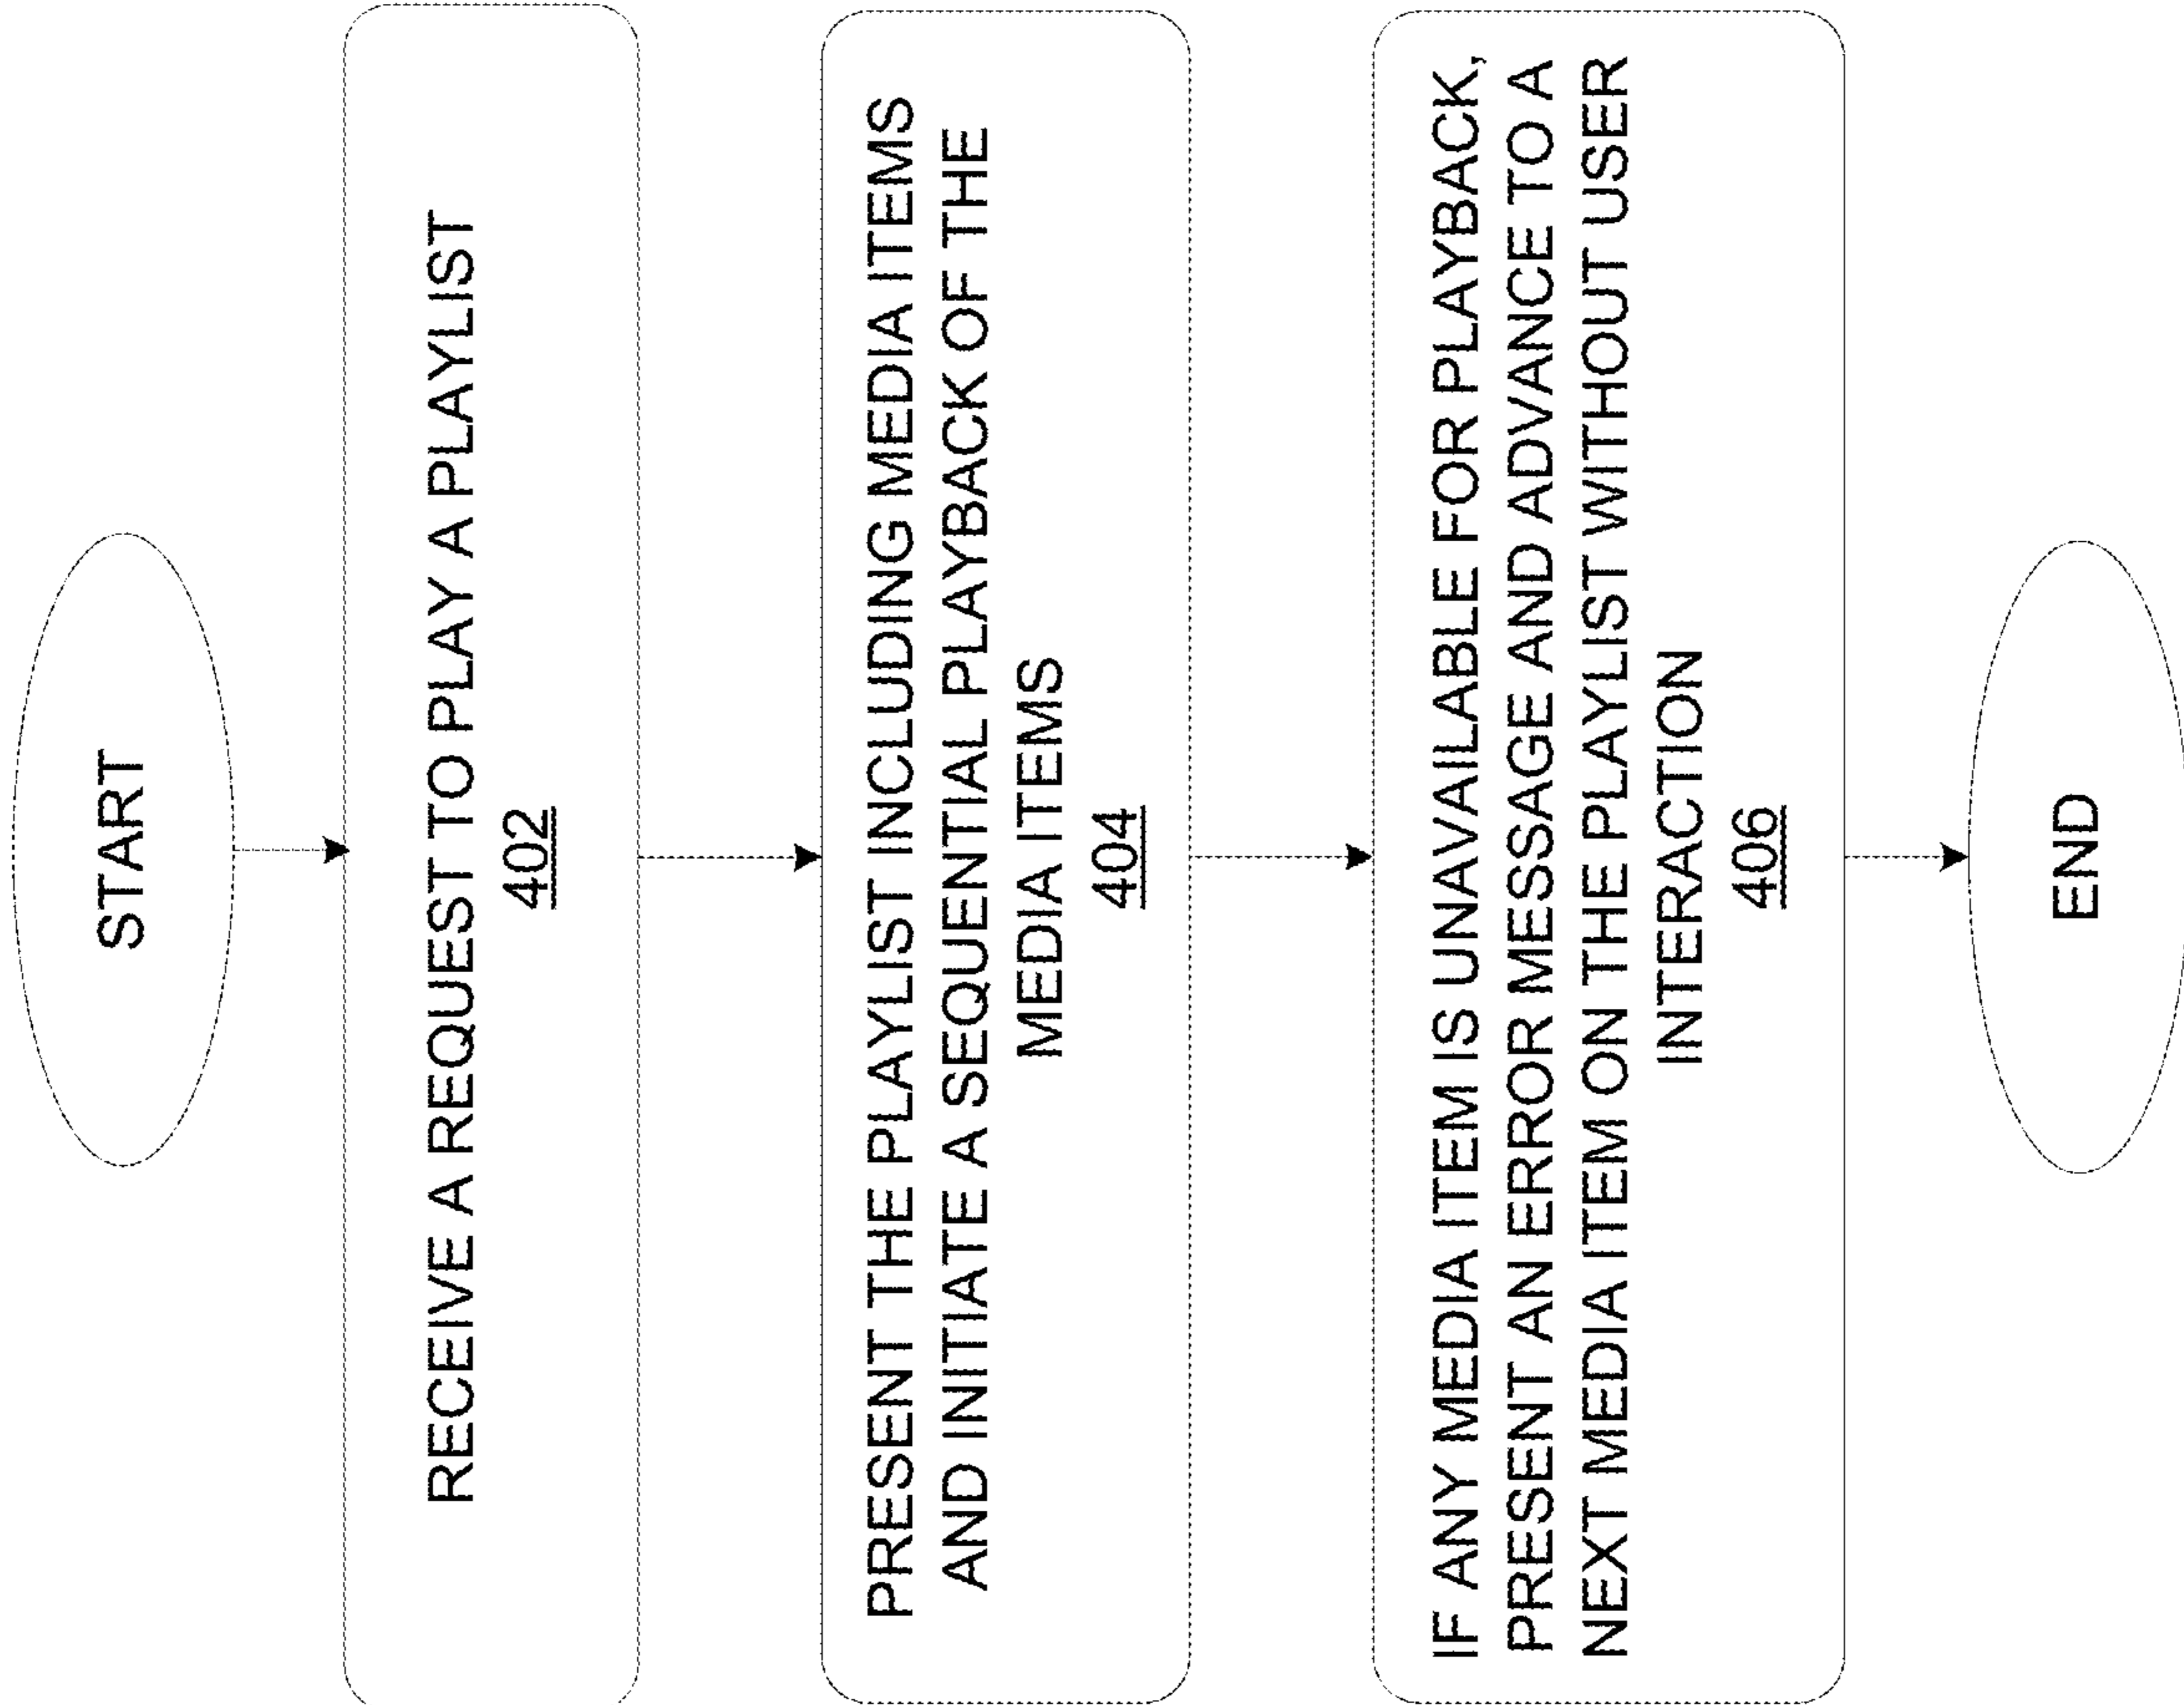 START
RECEIVE A REQUEST TO PLAY A PLAYLIST
402
PRESENT THE PLAYLIST INCLUDING MEDIA ITEMS
AND INITIATE A SEQUENTIAL PLAYBACK OF THE
MEDIA ITEMS
404
IF ANY MEDIA ITEM IS UNAVAILABLE FOR PLAYBACK,
PRESENT AN ERROR MESSAGE AND ADVANCE TO A
NEXT MEDIA ITEM ON THE PLAYLIST WITHOUT USER
INTERACTION
406
END